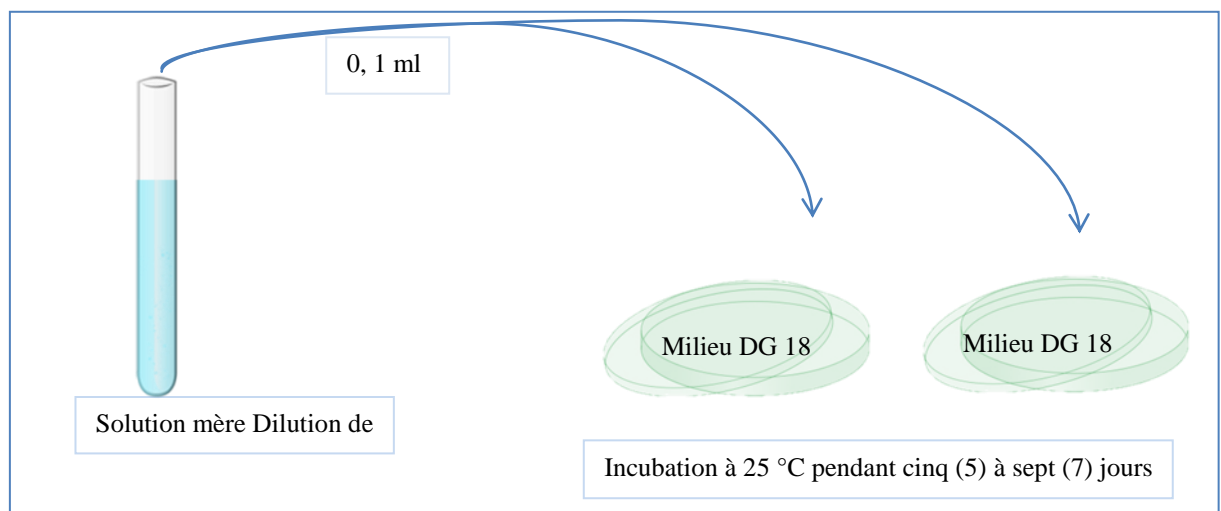 0, 1 ml
Milieu DG 18
Milieu DG 18
Solution mère Dilution de
Incubation à 25 °C pendant cinq (5) à sept (7) jours